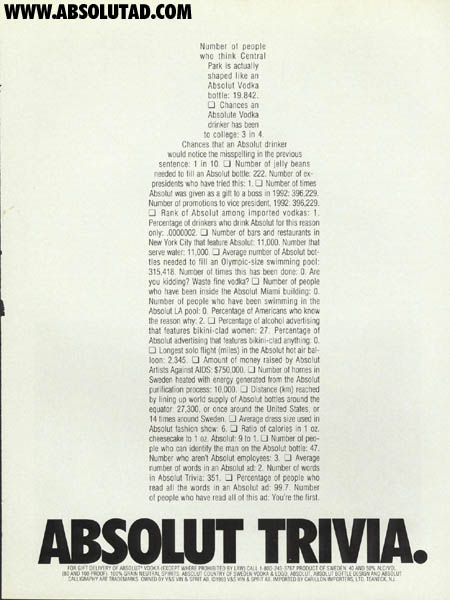 WWW.ABSOLUTAD.COM
Number of people
who think Central
Park is actually
shaped like an
Absolut Vodka
bottle: 19,842.
❏ Chances an
Absolute Vodka
drinker has been
to college: 3 in 4.
Chances that an Absolut drinker
would notice the misspelling in the previous
sentence: 1 in 10. ❏ Number of jelly beans
needed to fill an Absolut bottle: 222. Number of ex-
presidents who have tried this: 1. ❏ Number of times
Absolut was given as a gift to a boss in 1992: 396,229.
Number of promotions to vice president, 1992: 396,229.
❏ Rank of Absolut among imported vodkas: 1.
Percentage of drinkers who drink Absolut for this reason
only: .0000002. ❏ Number of bars and restaurants in
New York City that feature Absolut: 11,000. Number that
serve water: 11,000. ❏ Average number of Absolut bot-
tles needed to fill an Olympic-size swimming pool:
315,418. Number of times this has been done: 0. Are
you kidding? Waste fine vodka? ❏ Number of people
who have been inside the Absolut Miami building: 0.
Number of people who have been swimming in the
Absolut LA pool: 0. Percentage of Americans who know
the reason why: 2. ❏ Percentage of alcohol advertising
that features bikini-clad women: 27. Percentage of
Absolut advertising that features bikini-clad anything: 0.
❏ Longest solo flight (miles) in the Absolut hot air bal-
loon: 2,345. ❏ Amount of money raised by Absolut
Artists Against AIDS: $750,000. ❏ Number of homes in
Sweden heated with energy generated from the Absolut
purification process: 10,000. ❏ Distance (km) reached
by lining up world supply of Absolut bottles around the
equator: 27,300, or once around the United States, or
14 times around Sweden. ❏ Average dress size used in
Absolut fashion show: 6. ❏ Ratio of calories in 1 oz.
cheesecake to 1 oz. Absolut: 9 to 1. ❏ Number of peo-
ple who can identify the man on the Absolut bottle: 47.
Number who aren't Absolut employees: 3. ❏ Average
number of words in an Absolut ad: 2. Number of words
in Absolut Trivia: 351. ❏ Percentage of people who
read all the words in an Absolut ad: 99.7. Number
of people who have read all of this ad: You're the first.
ABSOLUT TRIVIA.
FOR GIFT DELIVERY OF ABSOLUT® VODKA (EXCEPT WHERE PROHIBITED BY LAW) CALL 1-800-243-3787. PRODUCT OF SWEDEN. 40 AND 50% ALC/VOL
(80 AND 100 PROOF). 100% GRAIN NEUTRAL SPIRITS. ABSOLUT COUNTRY OF SWEDEN VODKA & LOGO, ABSOLUT, ABSOLUT BOTTLE DESIGN AND ABSOLUT
CALLIGRAPHY ARE TRADEMARKS OWNED BY V&S VIN & SPRIT AB. ©1993 V&S VIN & SPRIT AB. IMPORTED BY CARILLON IMPORTERS, LTD. TEANECK, NJ.